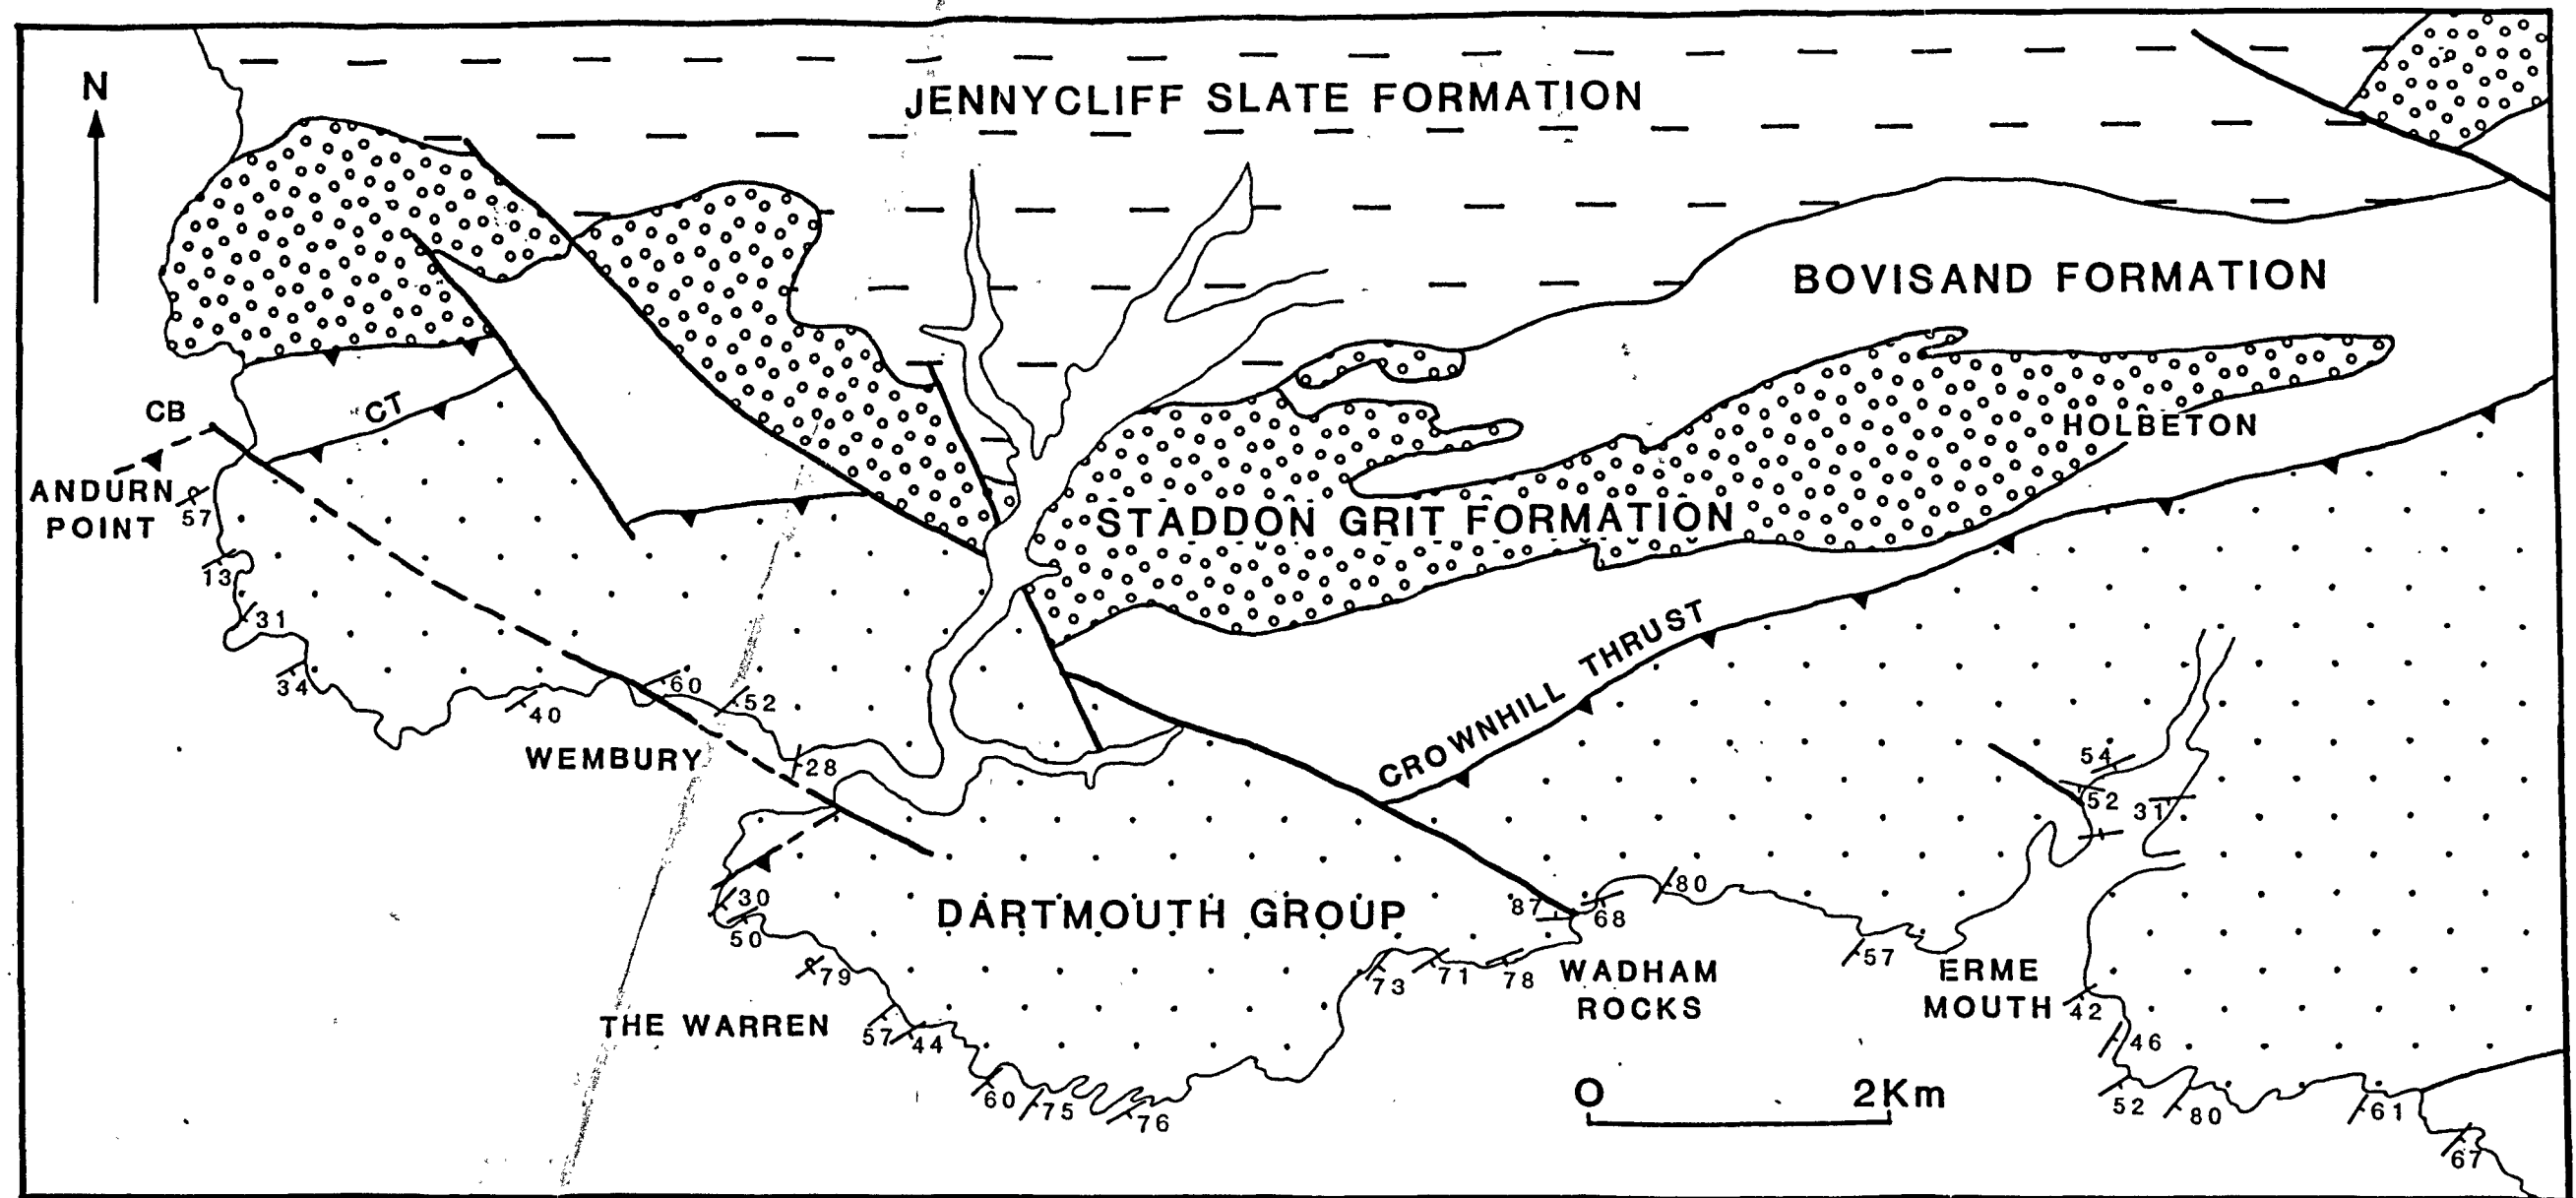 N
JENNYCLIFF SLATE FORMATION
BOVISAND FORMATION
CB
CT
HOLBETON
ANDURN
POINT
57
STADDON GRIT FORMATION
13
31
CROWNHILL THRUST
34
60
52
40
WEMBURY
28
54
52
31
30
50
DARTMOUTH GROUP
87
68
80
79
73
71
78
WADHAM
ROCKS
57
ERME
MOUTH
42
THE WARREN
57
44
46
60
75
76
O
2Km
52
80
61
67